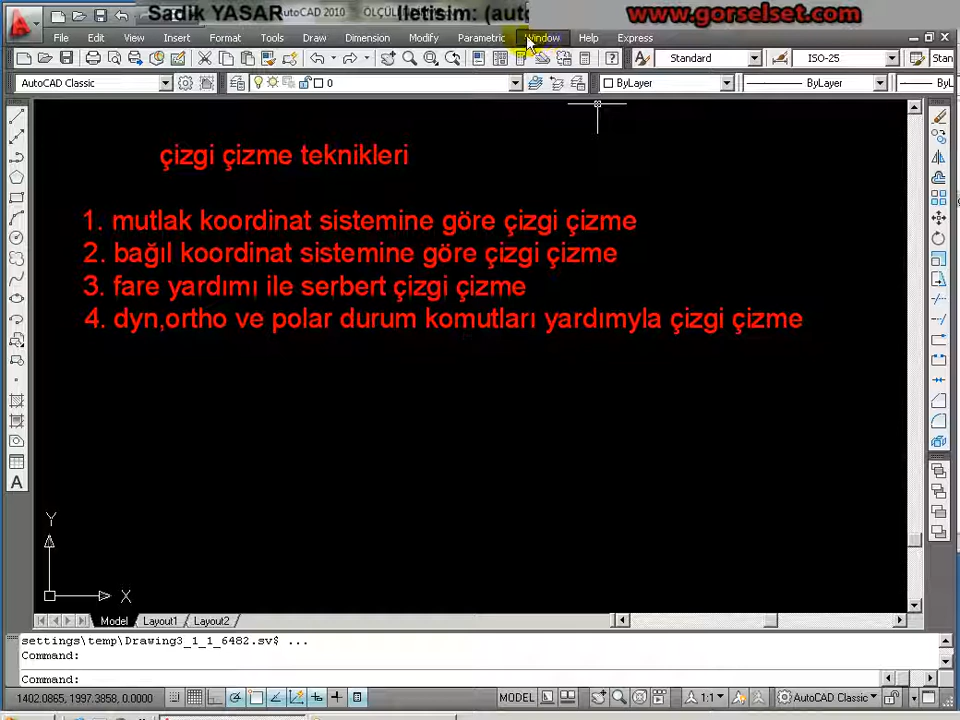 Sadik YASAR
AutoCAD 2010
www.gorselset.com
File Edit View Insert Format Tools Draw Dimension Modify Parametric Window Help Express
Standard ISO-25 Stan
AutoCAD Classic 0 ByLayer ByLayer ByL
çizgi çizme teknikleri
1. mutlak koordinat sistemine göre çizgi çizme
2. bağıl koordinat sistemine göre çizgi çizme
3. fare yardımı ile serbert çizgi çizme
4. dyn,ortho ve polar durum komutları yardımyla çizgi çizme
Y
X
Model Layout1 Layout2
settings\temp\Drawing3_1_1_6482.sv$ ...
Command:
Command:
1402.0865, 1997.3858, 0.0000 MODEL 1:1 AutoCAD Classic